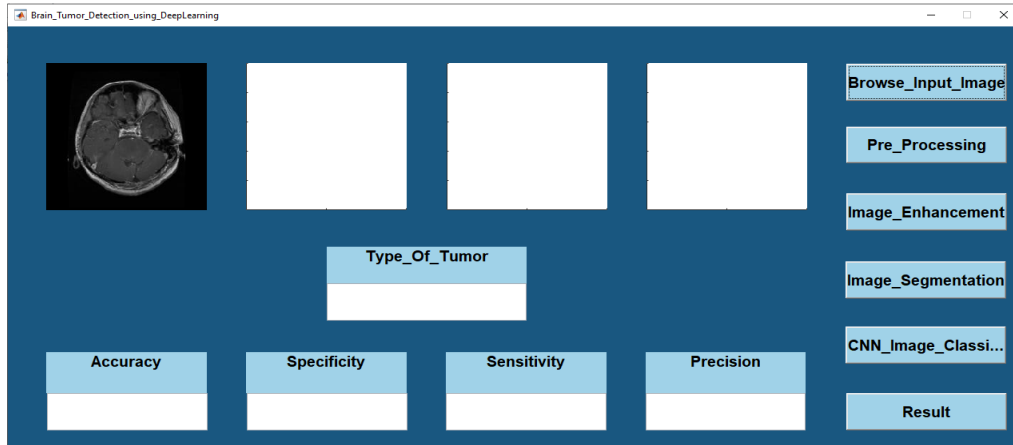 Brain_Tumor_Detection_using_DeepLearning
Browse_Input_Image
Pre_Processing
Image_Enhancement
Type_Of_Tumor
Image_Segmentation
CNN_Image_Classi...
Accuracy
Specificity
Sensitivity
Precision
Result